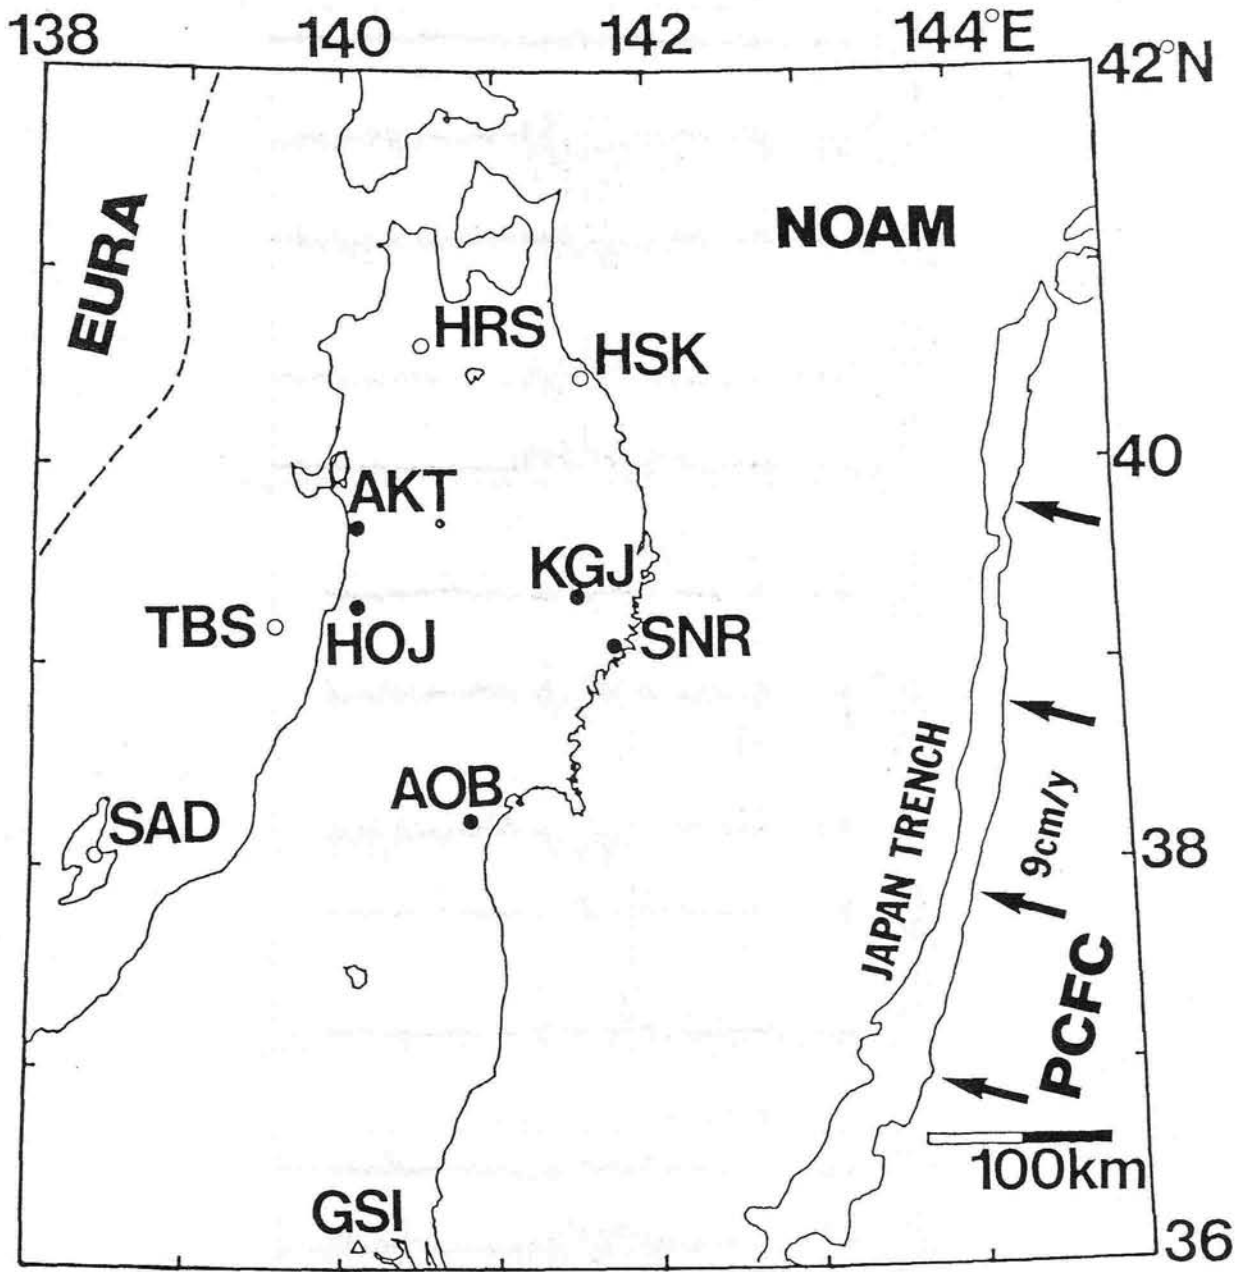 138
140
142
144°E
42°N
NOAM
EURA
HRS
HSK
40
AKT
KGJ
TBS
HOJ
SNR
JAPAN TRENCH
AOB
SAD
9cm/y
38
PCFC
100km
GSI
36